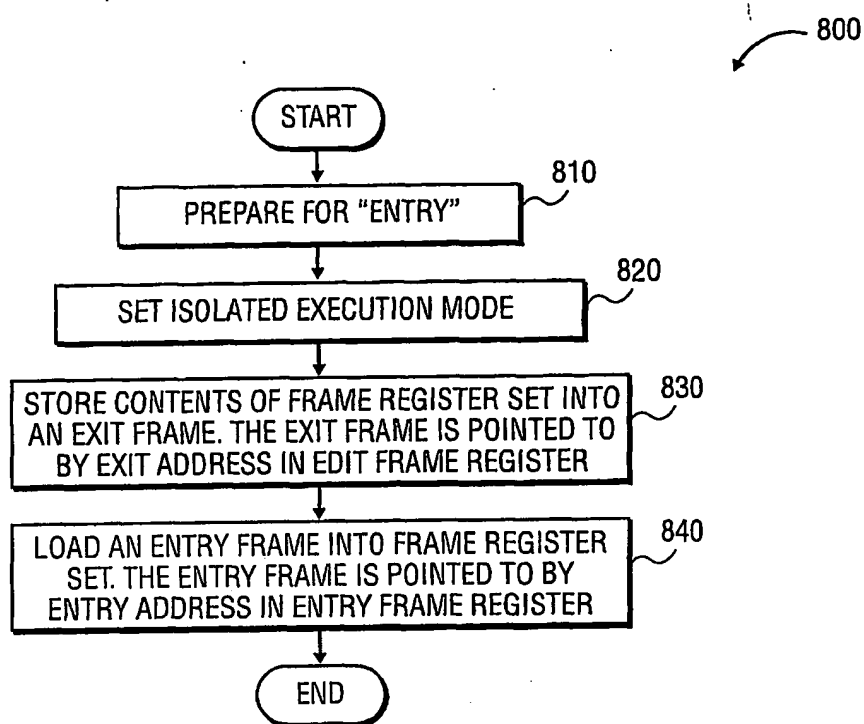 800
START
810
PREPARE FOR “ENTRY”
820
SET ISOLATED EXECUTION MODE
830
STORE CONTENTS OF FRAME REGISTER SET INTO
AN EXIT FRAME. THE EXIT FRAME IS POINTED TO
BY EXIT ADDRESS IN EDIT FRAME REGISTER
840
LOAD AN ENTRY FRAME INTO FRAME REGISTER
SET. THE ENTRY FRAME IS POINTED TO BY
ENTRY ADDRESS IN ENTRY FRAME REGISTER
END